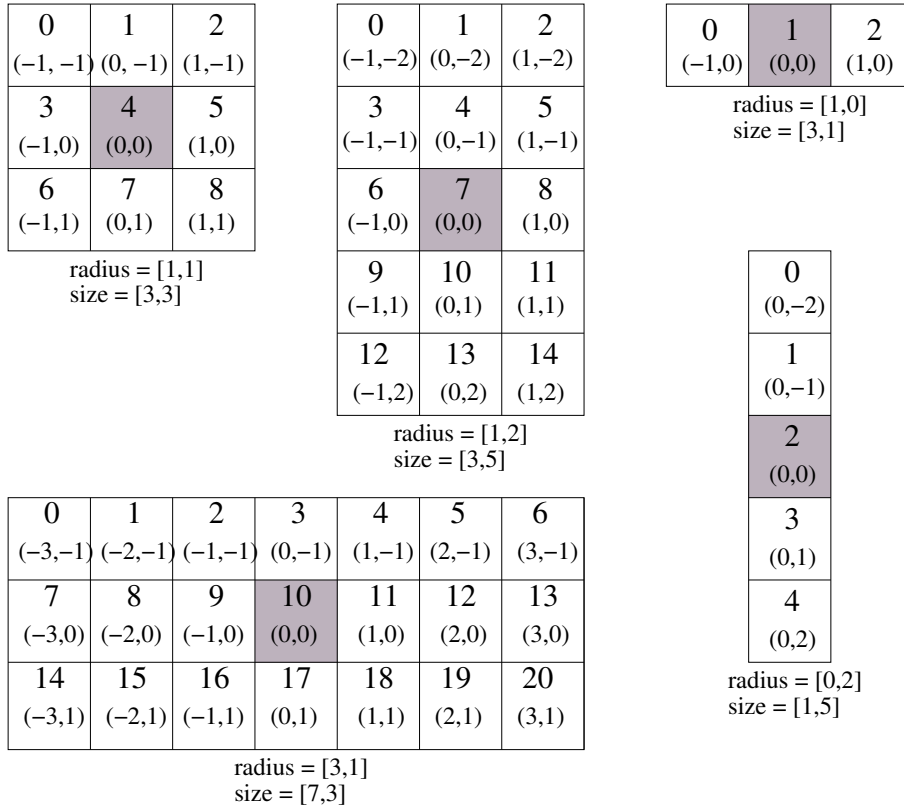 0 1 2
(−1, −1) (0, −1) (1,−1)
3 4 5
(−1,0) (0,0) (1,0)
6 7 8
(−1,1) (0,1) (1,1)
radius = [1,1]
size = [3,3]
0 1 2
(−1,−2) (0,−2) (1,−2)
3 4 5
(−1,−1) (0,−1) (1,−1)
6 7 8
(−1,0) (0,0) (1,0)
9 10 11
(−1,1) (0,1) (1,1)
12 13 14
(−1,2) (0,2) (1,2)
radius = [1,2]
size = [3,5]
0 1 2
(−1,0) (0,0) (1,0)
radius = [1,0]
size = [3,1]
0
(0,−2)
1
(0,−1)
2
(0,0)
3
(0,1)
4
(0,2)
radius = [0,2]
size = [1,5]
0 1 2 3 4 5 6
(−3,−1) (−2,−1) (−1,−1) (0,−1) (1,−1) (2,−1) (3,−1)
7 8 9 10 11 12 13
(−3,0) (−2,0) (−1,0) (0,0) (1,0) (2,0) (3,0)
14 15 16 17 18 19 20
(−3,1) (−2,1) (−1,1) (0,1) (1,1) (2,1) (3,1)
radius = [3,1]
size = [7,3]